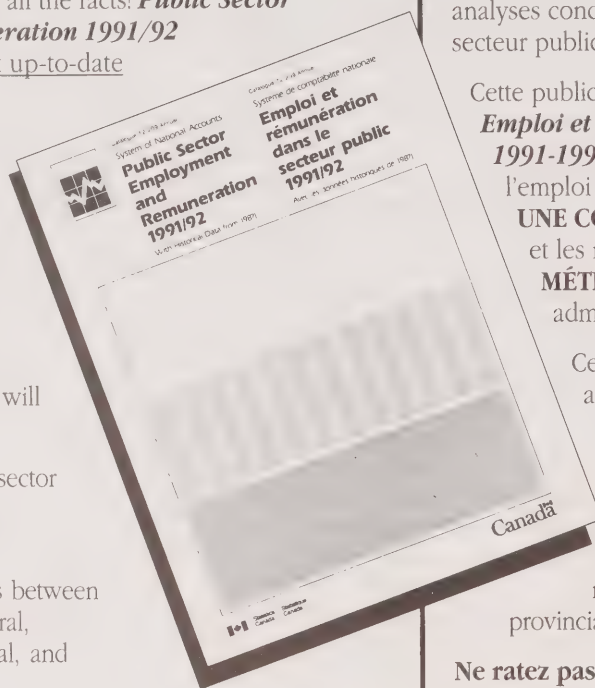 all the facts! Public Sector
eration 1991/92
up-to-date
will
sector
s between
ral,
al, and
System of National Accounts
Public Sector
Employment
and
Remuneration
1991/92
With Historical Data from 1987
Système de comptabilité nationale
Emploi et
rémunération
dans le
secteur public
1991/92
Avec les données historiques de 1987
Canada
Statistics Statistique
Canada Canada
analyses conc
secteur public
Cette public
Emploi et
1991-199
l'emploi
UNE CO
et les
MÉT
adm
Ce
a
provincia
Ne ratez pas